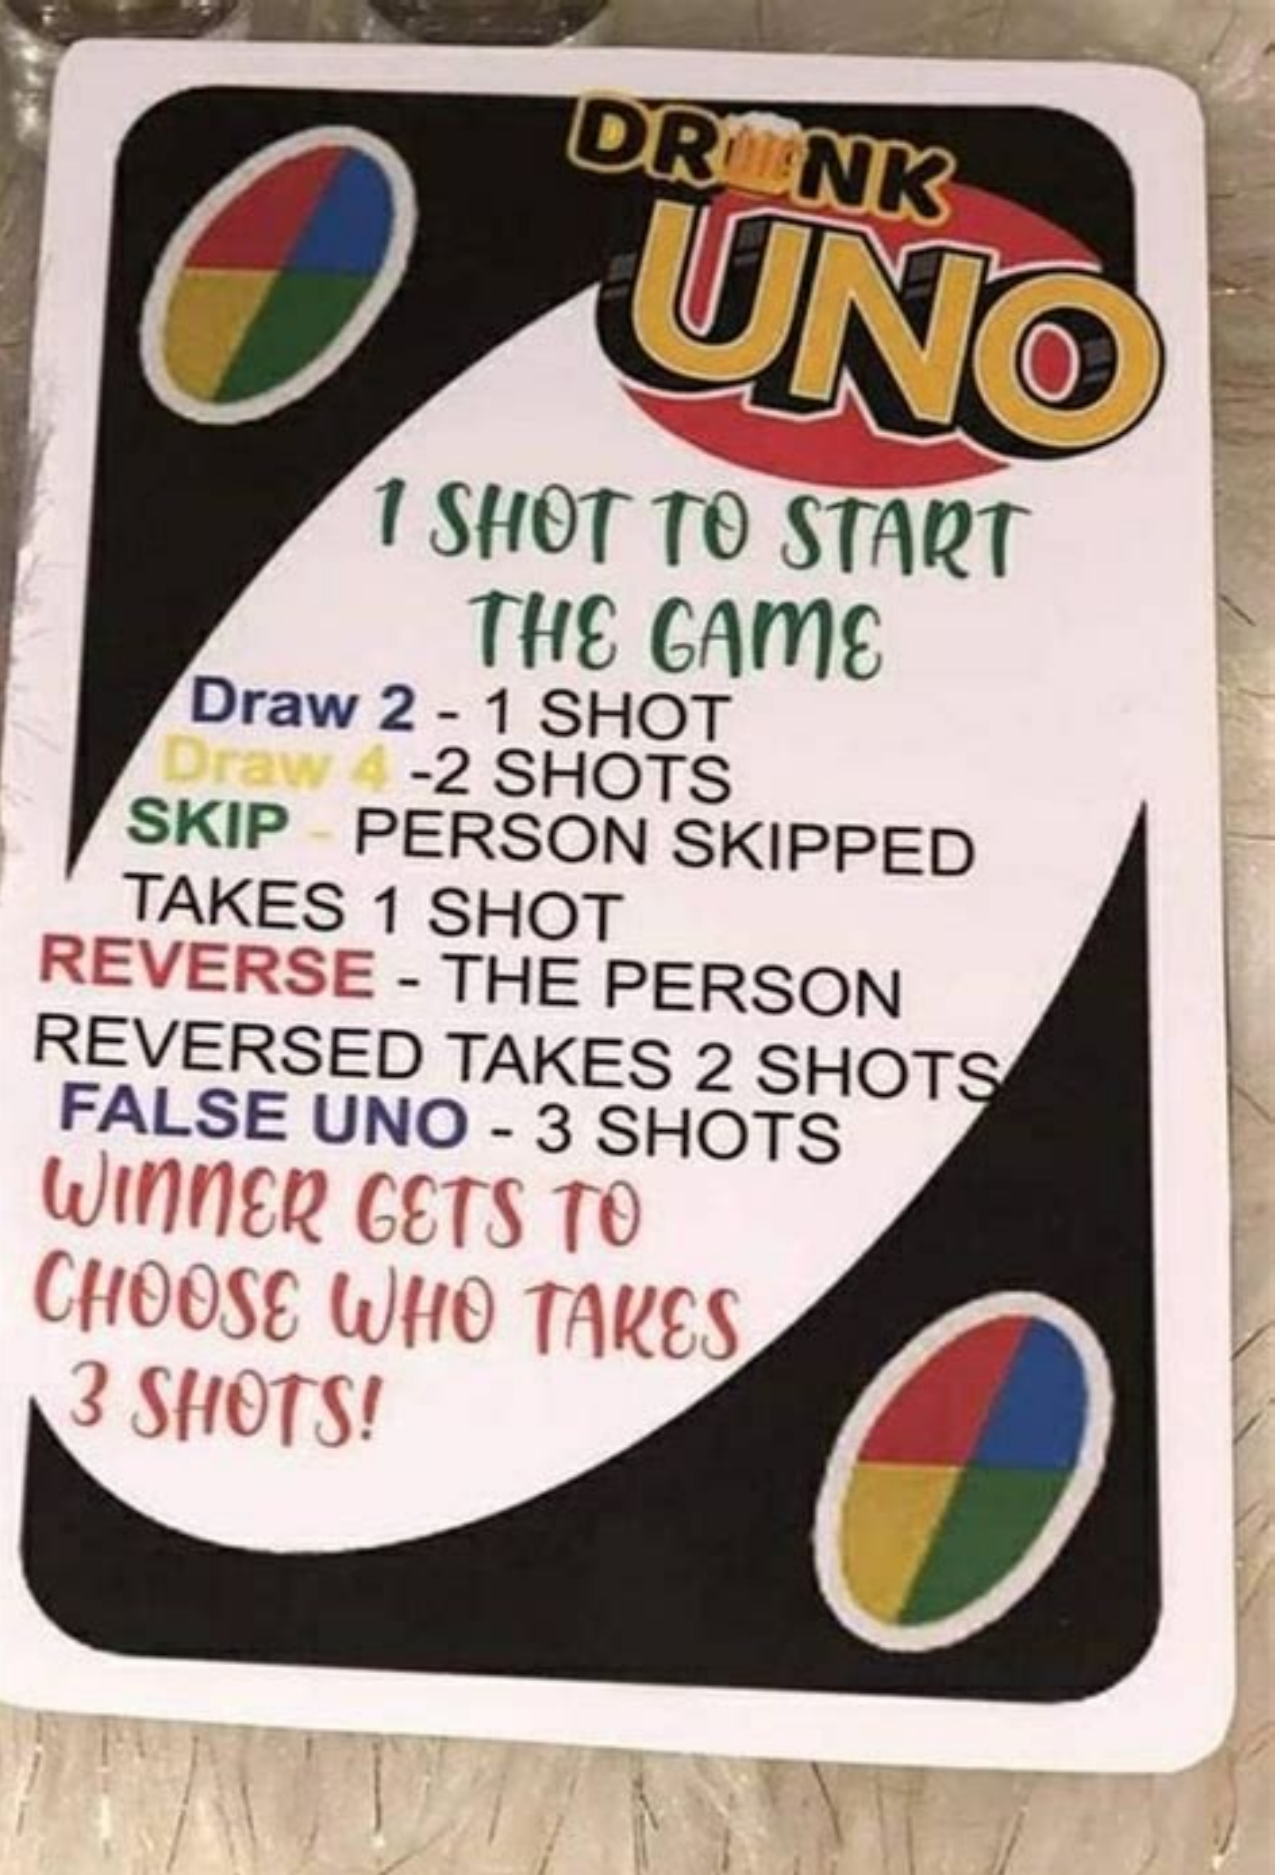 DRUNK
UNO
1 SHOT TO START
THE GAME
Draw 2 - 1 SHOT
Draw 4 -2 SHOTS
SKIP - PERSON SKIPPED
TAKES 1 SHOT
REVERSE - THE PERSON
REVERSED TAKES 2 SHOTS
FALSE UNO - 3 SHOTS
WINNER GETS TO
CHOOSE WHO TAKES
3 SHOTS!